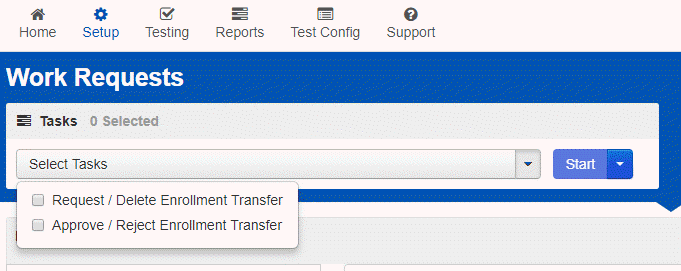 Home Setup Testing Reports Test Config Support
Work Requests
Tasks 0 Selected
Select Tasks Start
Request / Delete Enrollment Transfer
Approve / Reject Enrollment Transfer